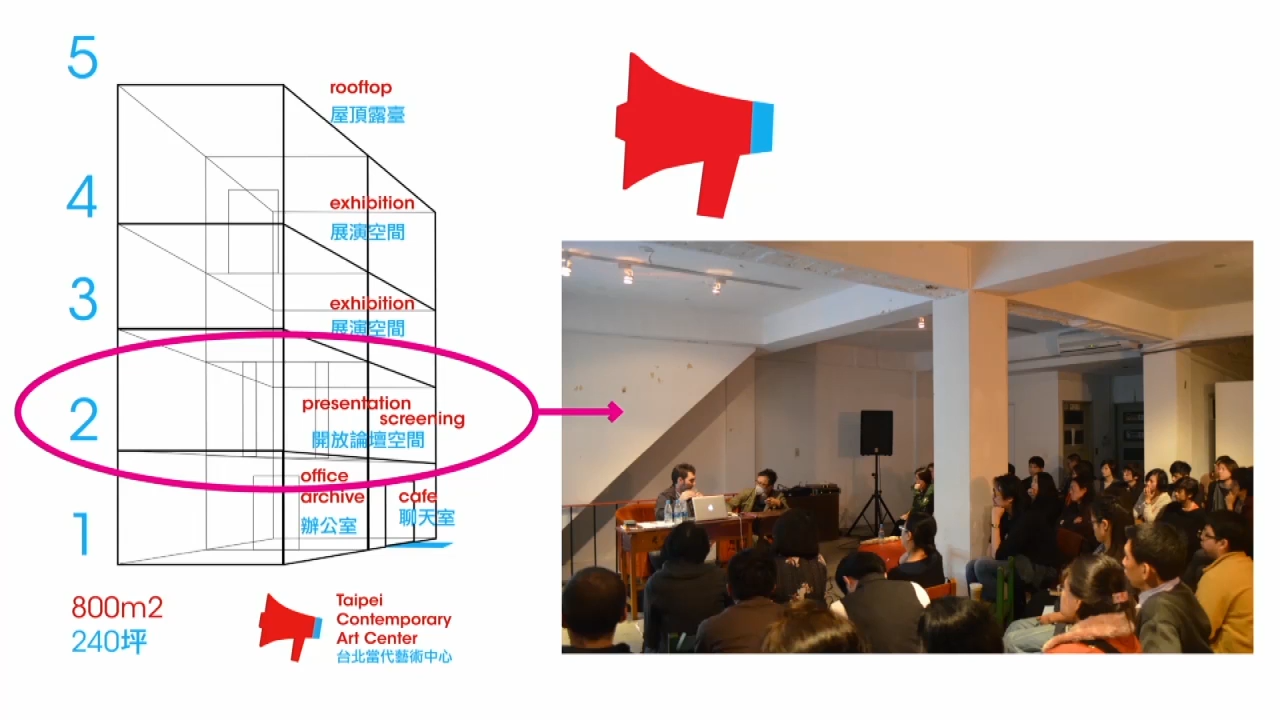 5
rooftop
屋頂露臺
4
exhibition
展演空間
3
exhibition
展演空間
2
presentation
screening
開放論壇空間
office
archive
辦公室
cafe
聊天室
1
800m2
240坪
Taipei
Contemporary
Art Center
台北當代藝術中心